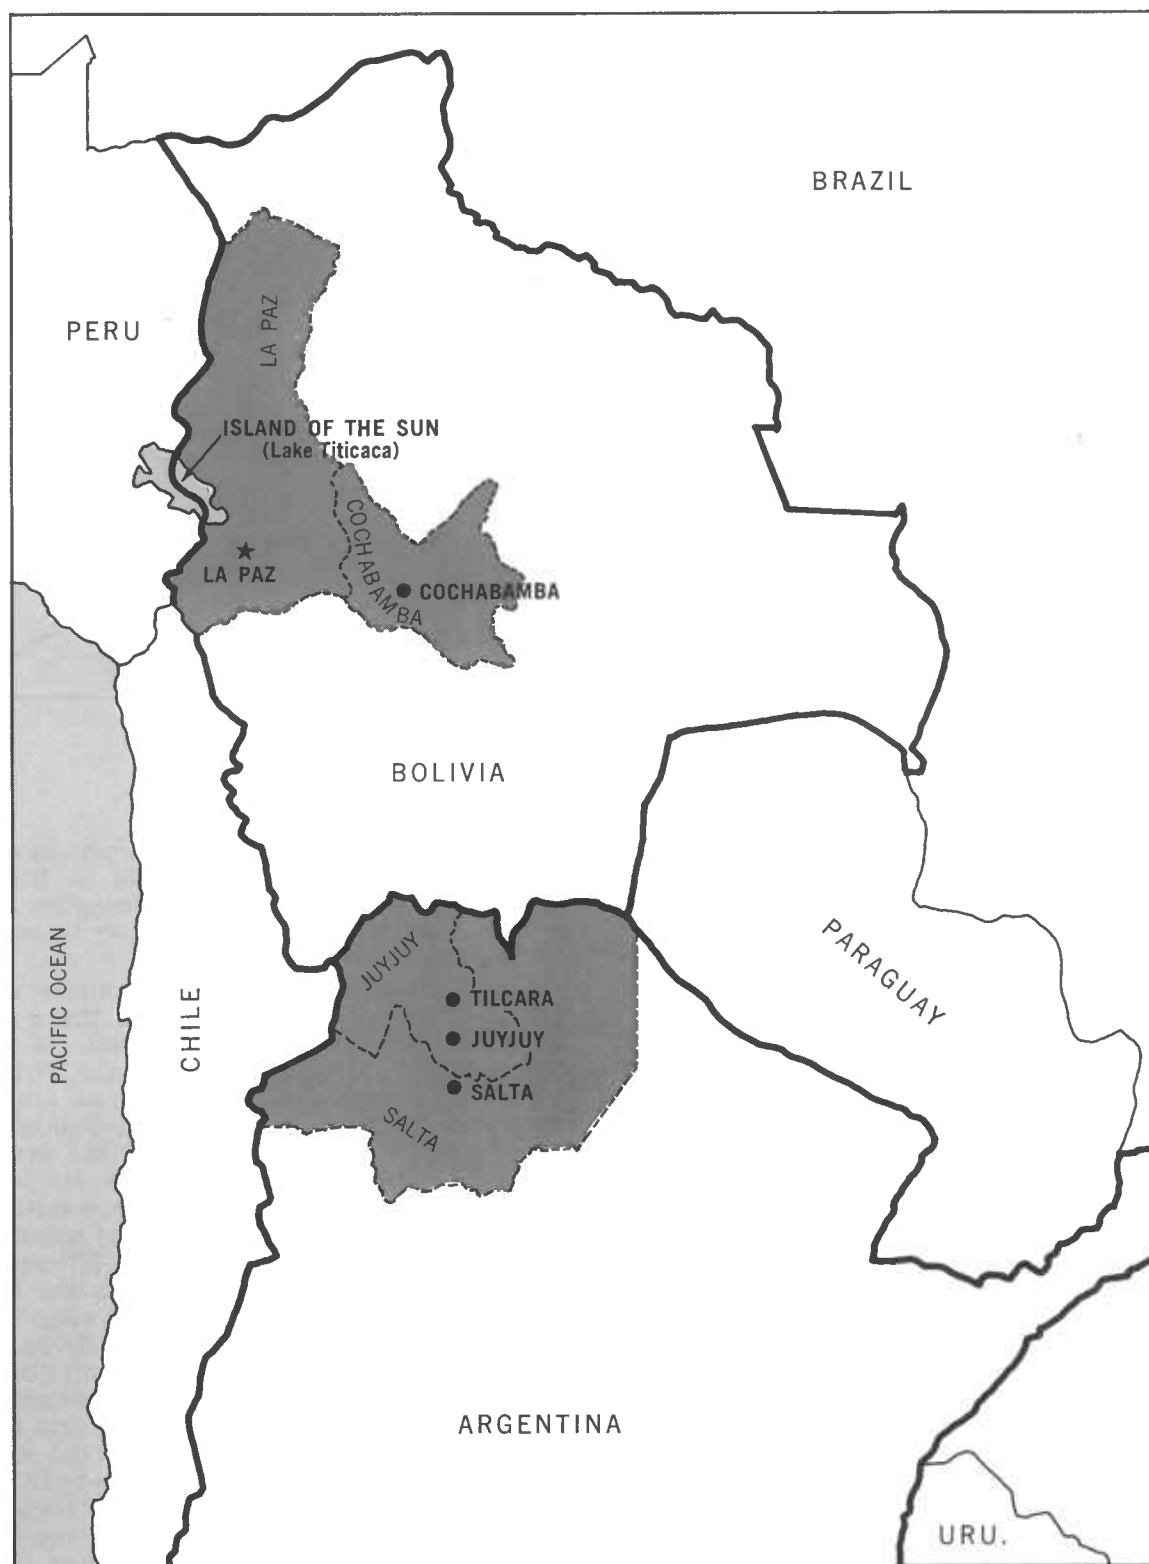 BRAZIL
PERU
LA PAZ
ISLAND OF THE SUN
(Lake Titicaca)
COCHABAMBA
LA PAZ
COCHABAMBA
BOLIVIA
PARAGUAY
JUYJUY
TILCARA
JUYJUY
SALTA
SALTA
PACIFIC OCEAN
CHILE
ARGENTINA
URU.